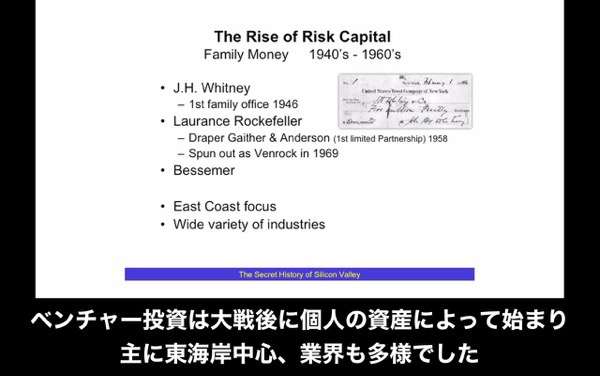 The Rise of Risk Capital
Family Money 1940's - 1960's
• J.H. Whitney
– 1st family office 1946
• Laurance Rockefeller
– Draper Gaither & Anderson (1st limited Partnership) 1958
– Spun out as Venrock in 1969
• Bessemer
• East Coast focus
• Wide variety of industries
United States Trust Company of New York
The Secret History of Silicon Valley
ベンチャー投資は大戦後に個人の資産によって始まり
主に東海岸中心、業界も多様でした